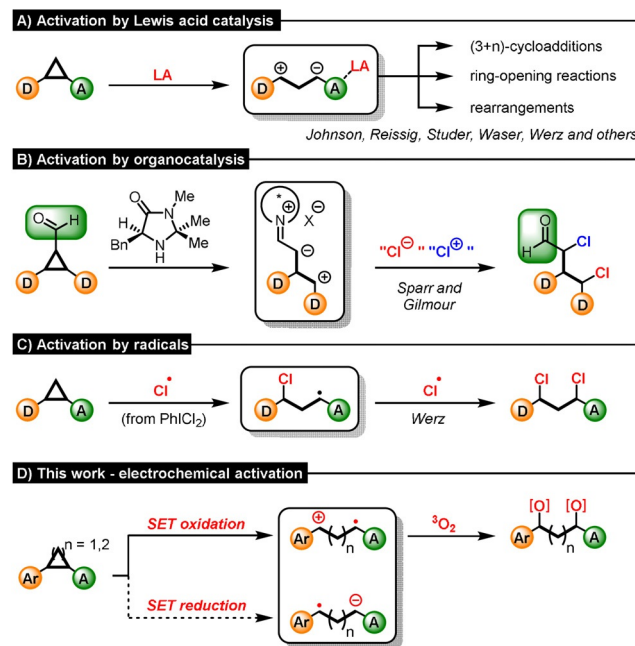 A) Activation by Lewis acid catalysis
D
A
LA
⊕
⊖
D
A
LA
(3+n)-cycloadditions
ring-opening reactions
rearrangements
Johnson, Reissig, Studer, Waser, Werz and others
B) Activation by organocatalysis
O
H
D
D
O
Me
N
Me
Me
H
Bn
N
H
*
N
⊕
X⊖
⊖
⊕
D
D
"Cl⊖" "Cl⊕"
Sparr and
Gilmour
O
H
Cl
Cl
D
D
C) Activation by radicals
D
A
Cl•
(from PhICl₂)
Cl
•
D
A
Cl•
Werz
Cl
Cl
D
A
D) This work - electrochemical activation
n = 1,2
Ar
A
SET oxidation
⊕
•
Ar
( )n
A
³O₂
[O]
[O]
Ar
( )n
A
SET reduction
•
⊖
Ar
( )n
A